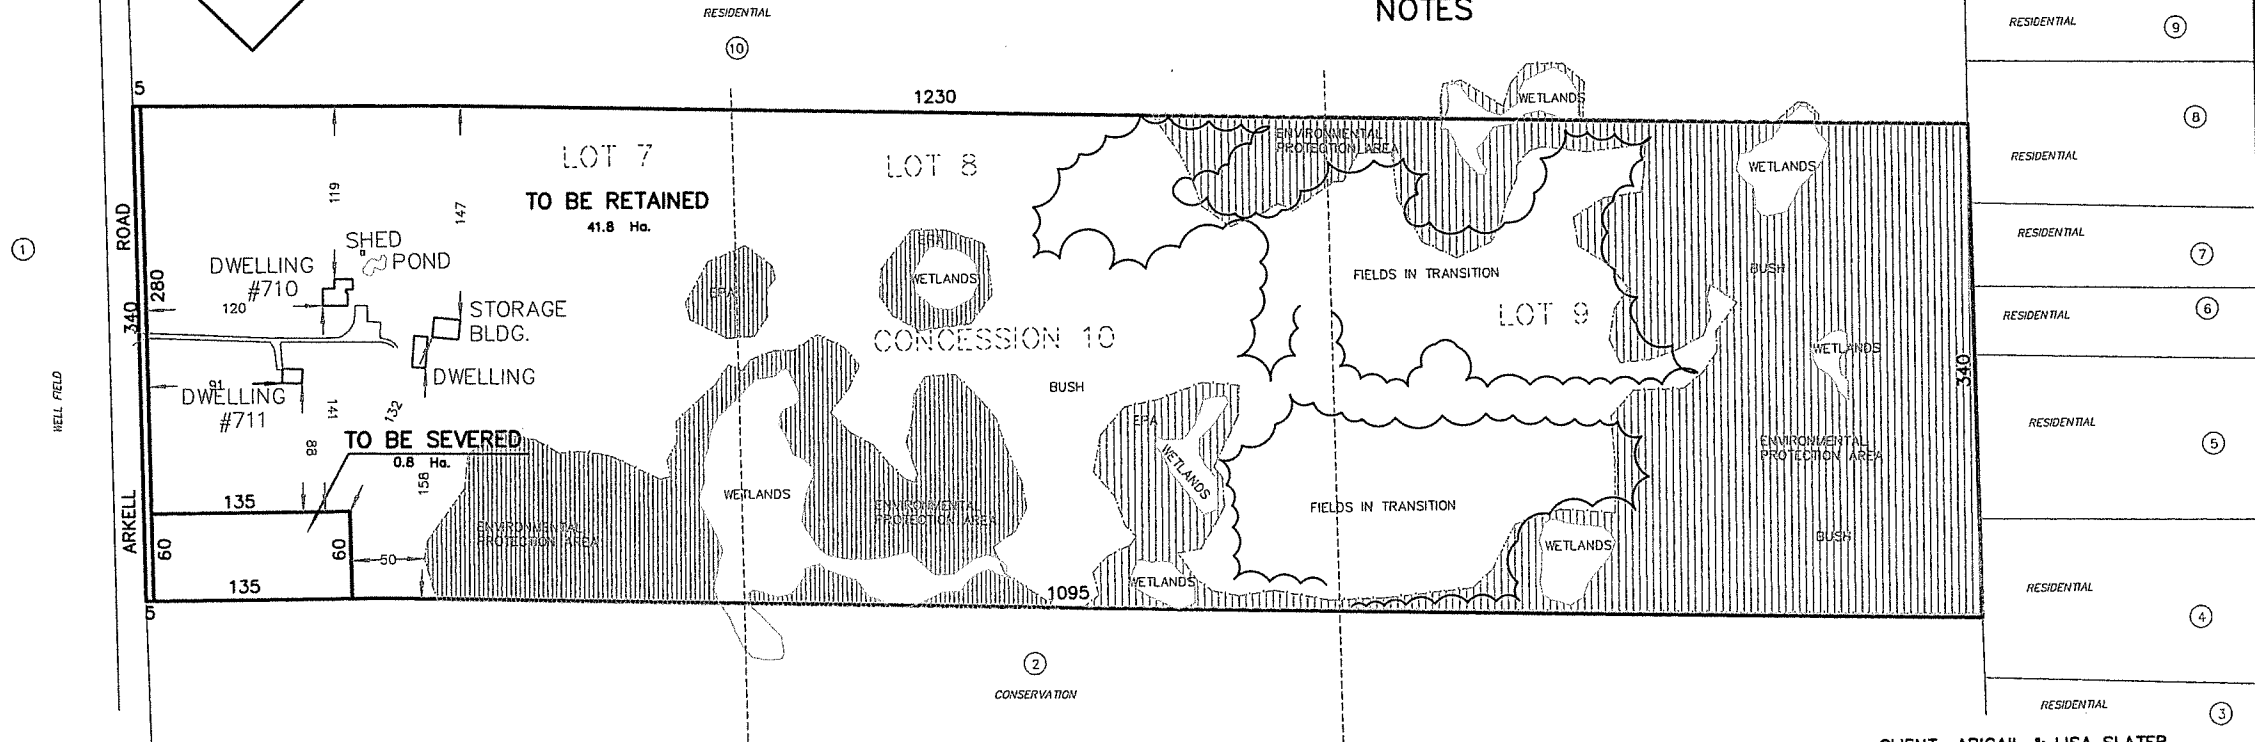 NOTES
RESIDENTIAL
10
RESIDENTIAL
9
5
1230
WETLANDS
8
RESIDENTIAL
ENVIRONMENTAL
PROTECTION AREA
LOT 7
LOT 8
WETLANDS
119
147
TO BE RETAINED
41.8 Ha.
ROAD
1
SHED
POND
DWELLING
#710
EPA
WETLANDS
EPA
FIELDS IN TRANSITION
BUSH
RESIDENTIAL
7
280
340
120
STORAGE
BLDG.
CONCESSION 10
LOT 9
RESIDENTIAL
6
WETLANDS
340
91
DWELLING
DWELLING
#711
BUSH
WELL FIELD
141
132
88
EPA
RESIDENTIAL
5
TO BE SEVERED
0.8 Ha.
158
WETLANDS
WETLANDS
ENVIRONMENTAL
PROTECTION AREA
ARKELL
135
60
60
50
135
ENVIRONMENTAL
PROTECTION AREA
ENVIRONMENTAL
PROTECTION AREA
FIELDS IN TRANSITION
WETLANDS
BUSH
WETLANDS
1095
5
RESIDENTIAL
4
2
CONSERVATION
RESIDENTIAL
3
CLIENT ABIGAIL & LISA SLATER